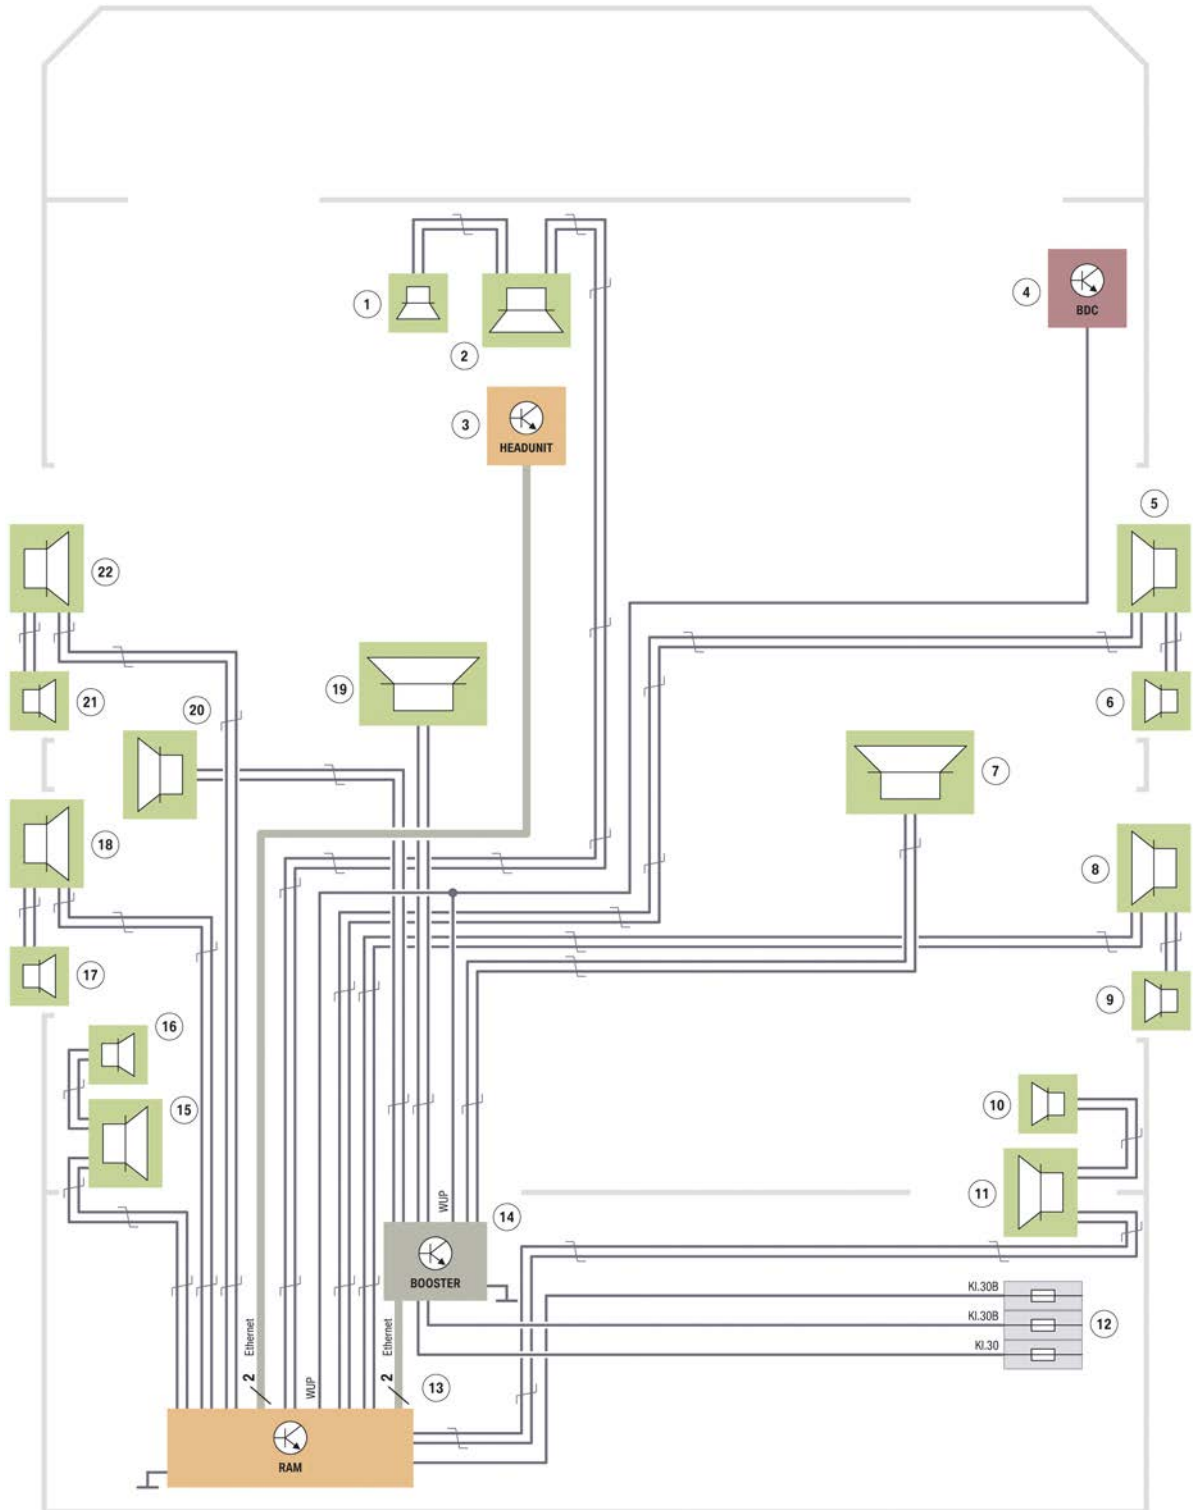 1
2
4
BDC
3
HEADUNIT
5
22
19
21
20
6
7
18
8
17
9
16
10
15
11
WUP
14
BOOSTER
Kl.30B
Kl.30B
12
Kl.30
Ethernet
Ethernet
2
WUP
2
13
RAM